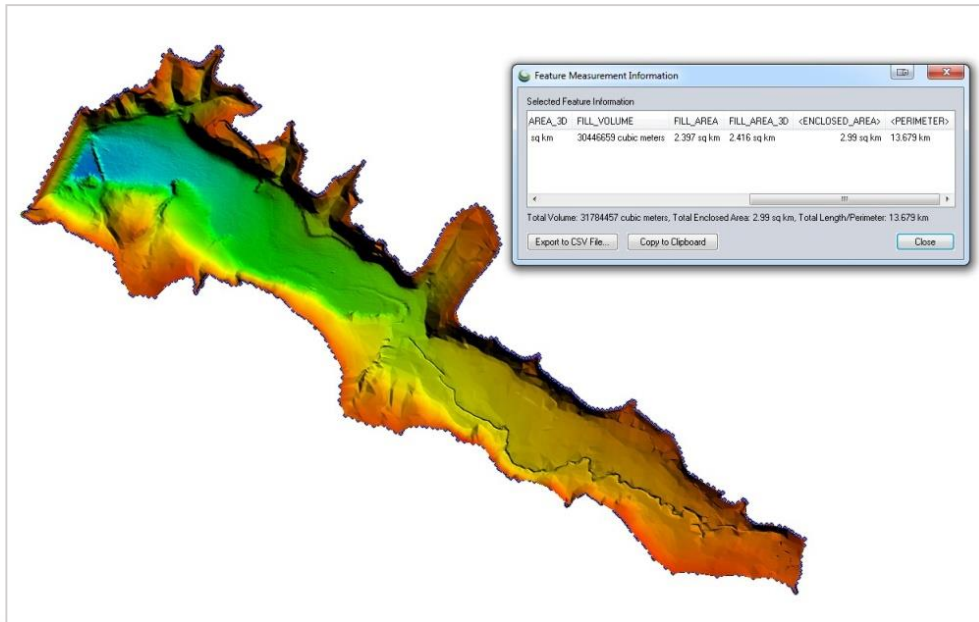 Feature Measurement Information
Selected Feature Information
AREA_3D FILL_VOLUME FILL_AREA FILL_AREA_3D <ENCLOSED_AREA> <PERIMETER>
sq km 30446659 cubic meters 2.397 sq km 2.416 sq km 2.99 sq km 13.679 km
Total Volume: 31784457 cubic meters, Total Enclosed Area: 2.99 sq km, Total Length/Perimeter: 13.679 km
Export to CSV File... Copy to Clipboard Close